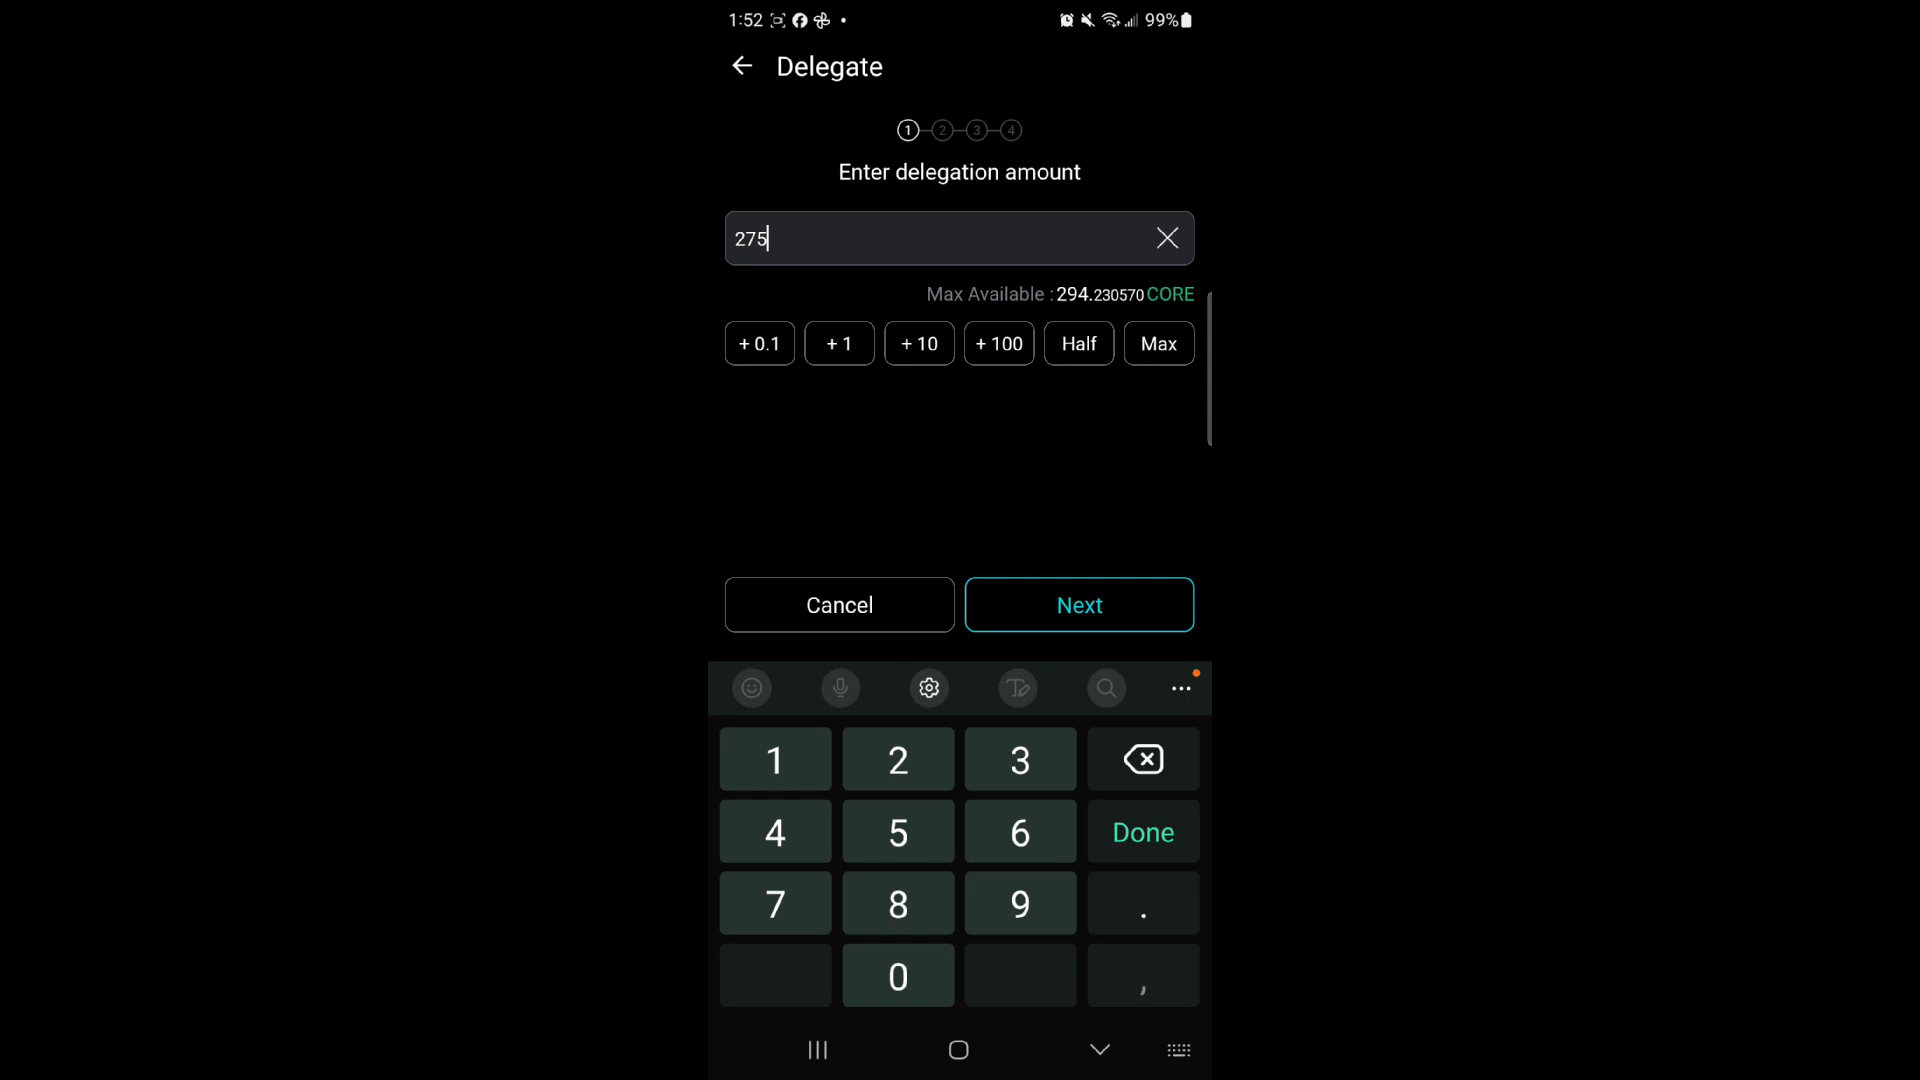 1:52 99%
Delegate
1 2 3 4
Enter delegation amount
275
Max Available : 294.230570 CORE
+ 0.1 + 1 + 10 + 100 Half Max
Cancel Next
1 2 3
4 5 6 Done
7 8 9 .
0 ,